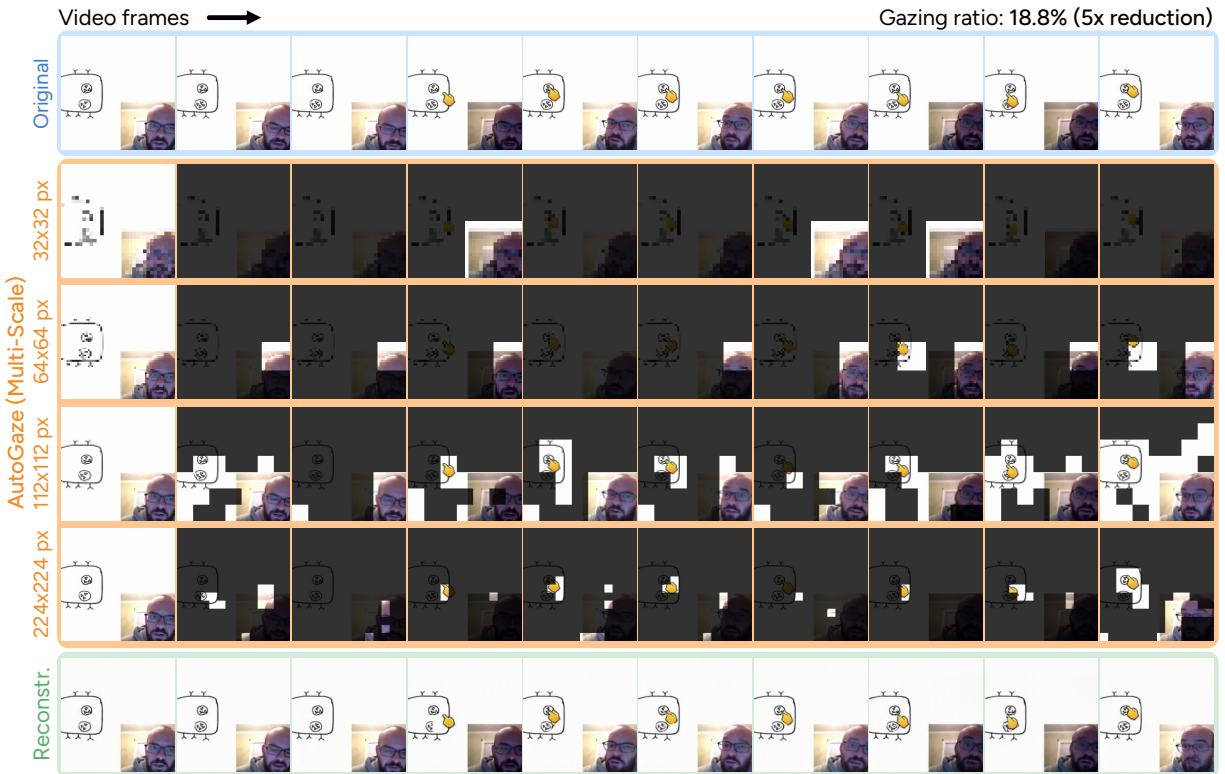 Video frames
Gazing ratio: 18.8% (5x reduction)
Original
AutoGaze (Multi-Scale)
32x32 px
64x64 px
112x112 px
224x224 px
Reconstr.